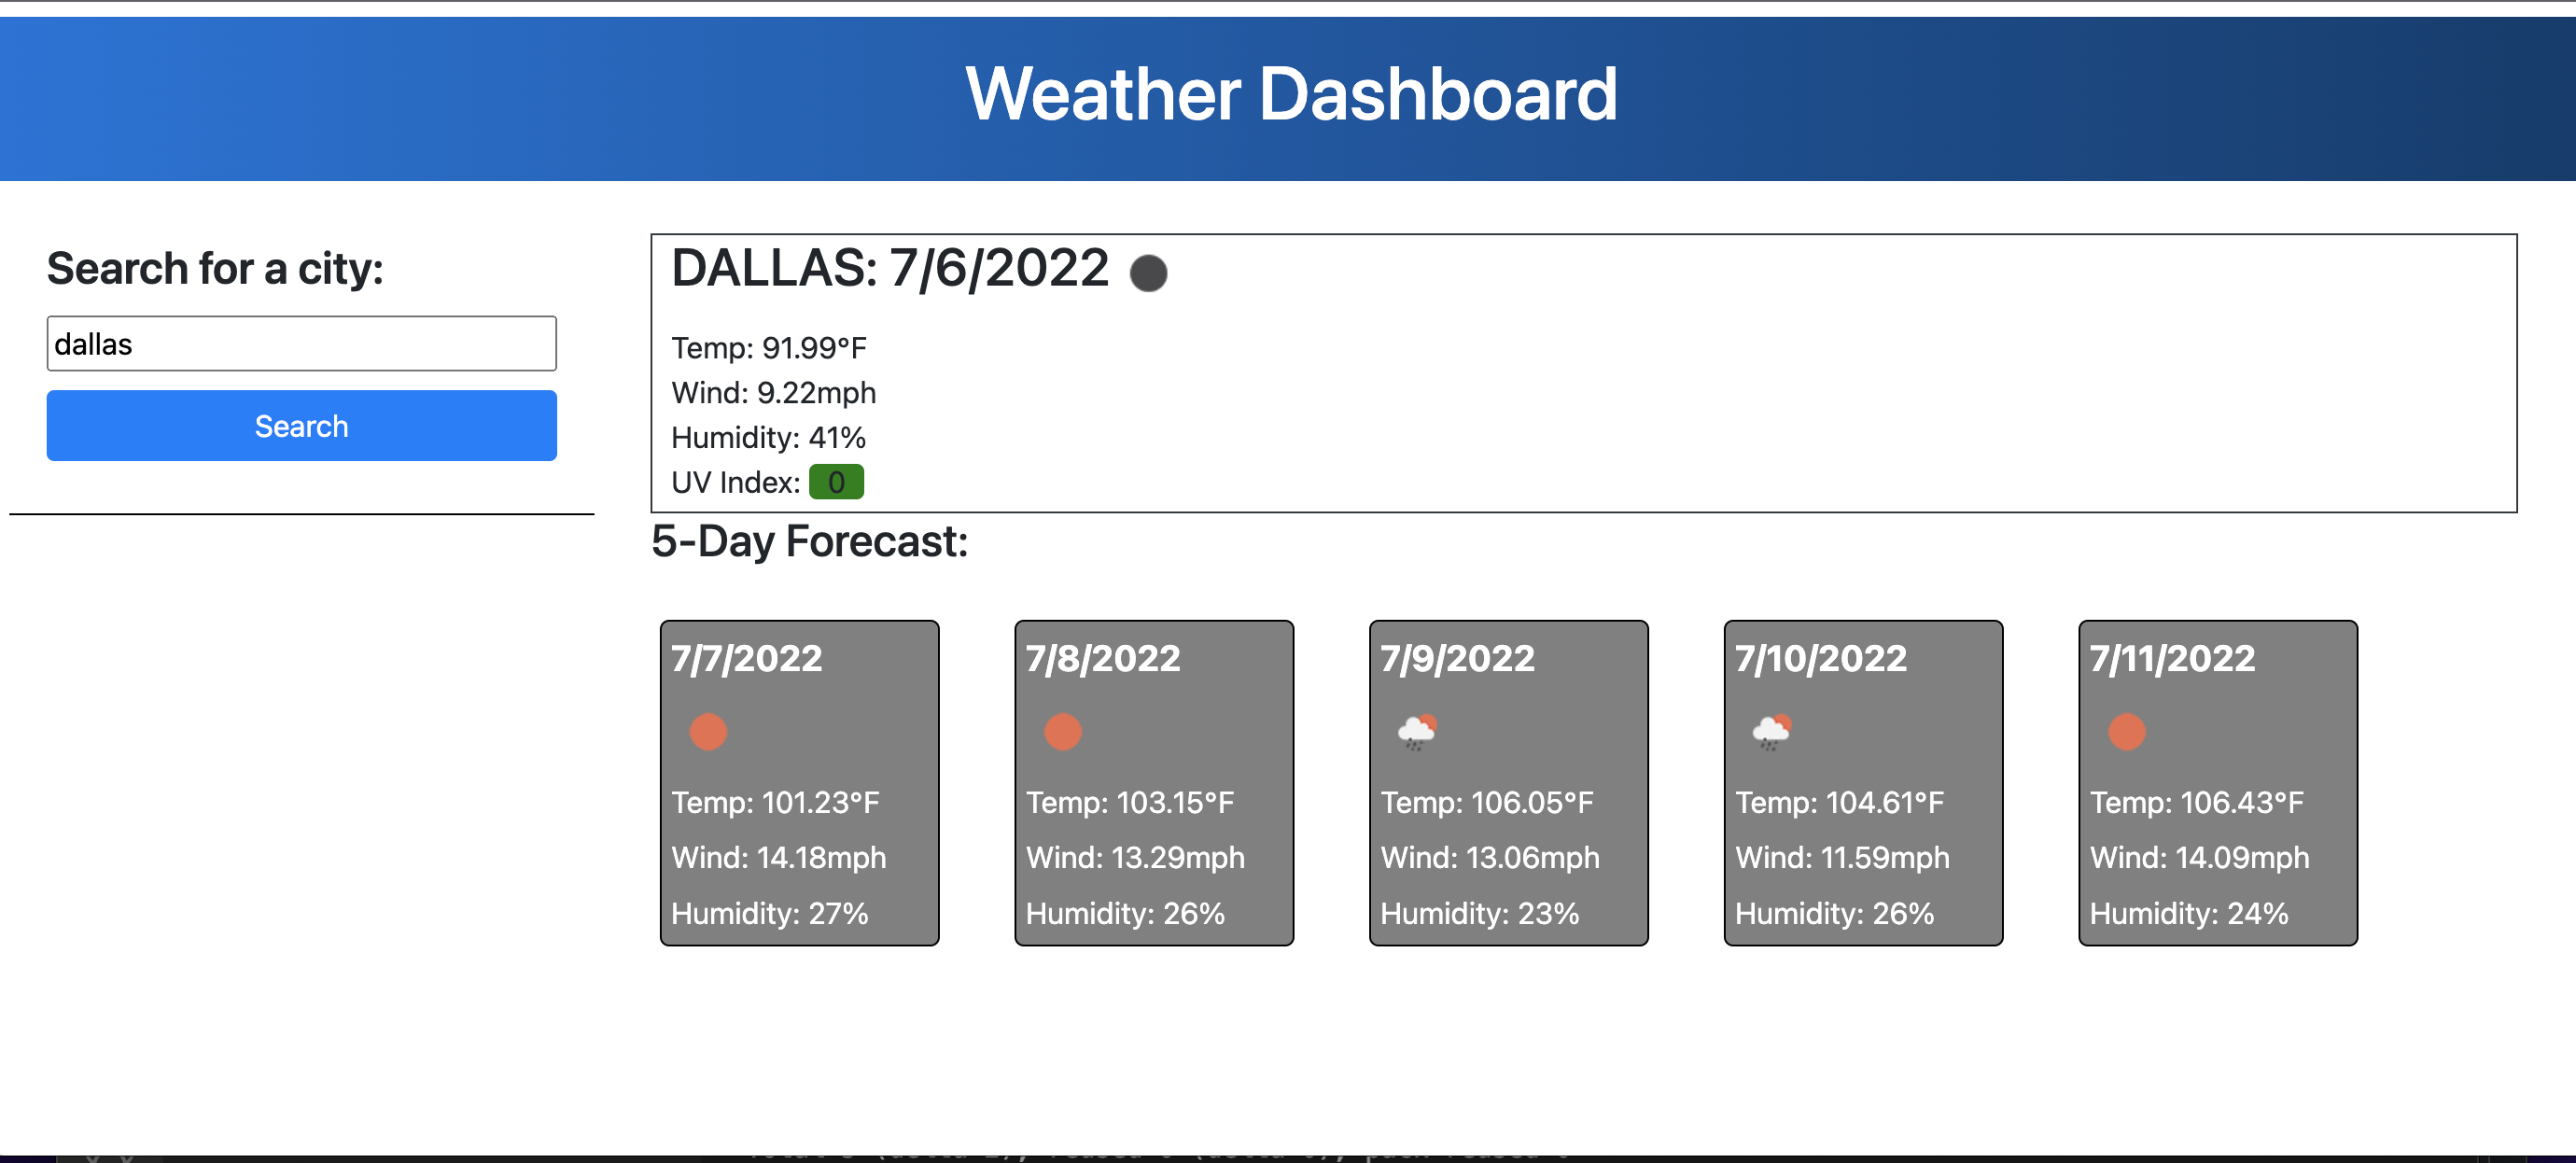 Weather Dashboard
Search for a city:
dallas
Search
DALLAS: 7/6/2022
Temp: 91.99°F
Wind: 9.22mph
Humidity: 41%
UV Index: 0
5-Day Forecast:
7/7/2022
Temp: 101.23°F
Wind: 14.18mph
Humidity: 27%
7/8/2022
Temp: 103.15°F
Wind: 13.29mph
Humidity: 26%
7/9/2022
Temp: 106.05°F
Wind: 13.06mph
Humidity: 23%
7/10/2022
Temp: 104.61°F
Wind: 11.59mph
Humidity: 26%
7/11/2022
Temp: 106.43°F
Wind: 14.09mph
Humidity: 24%